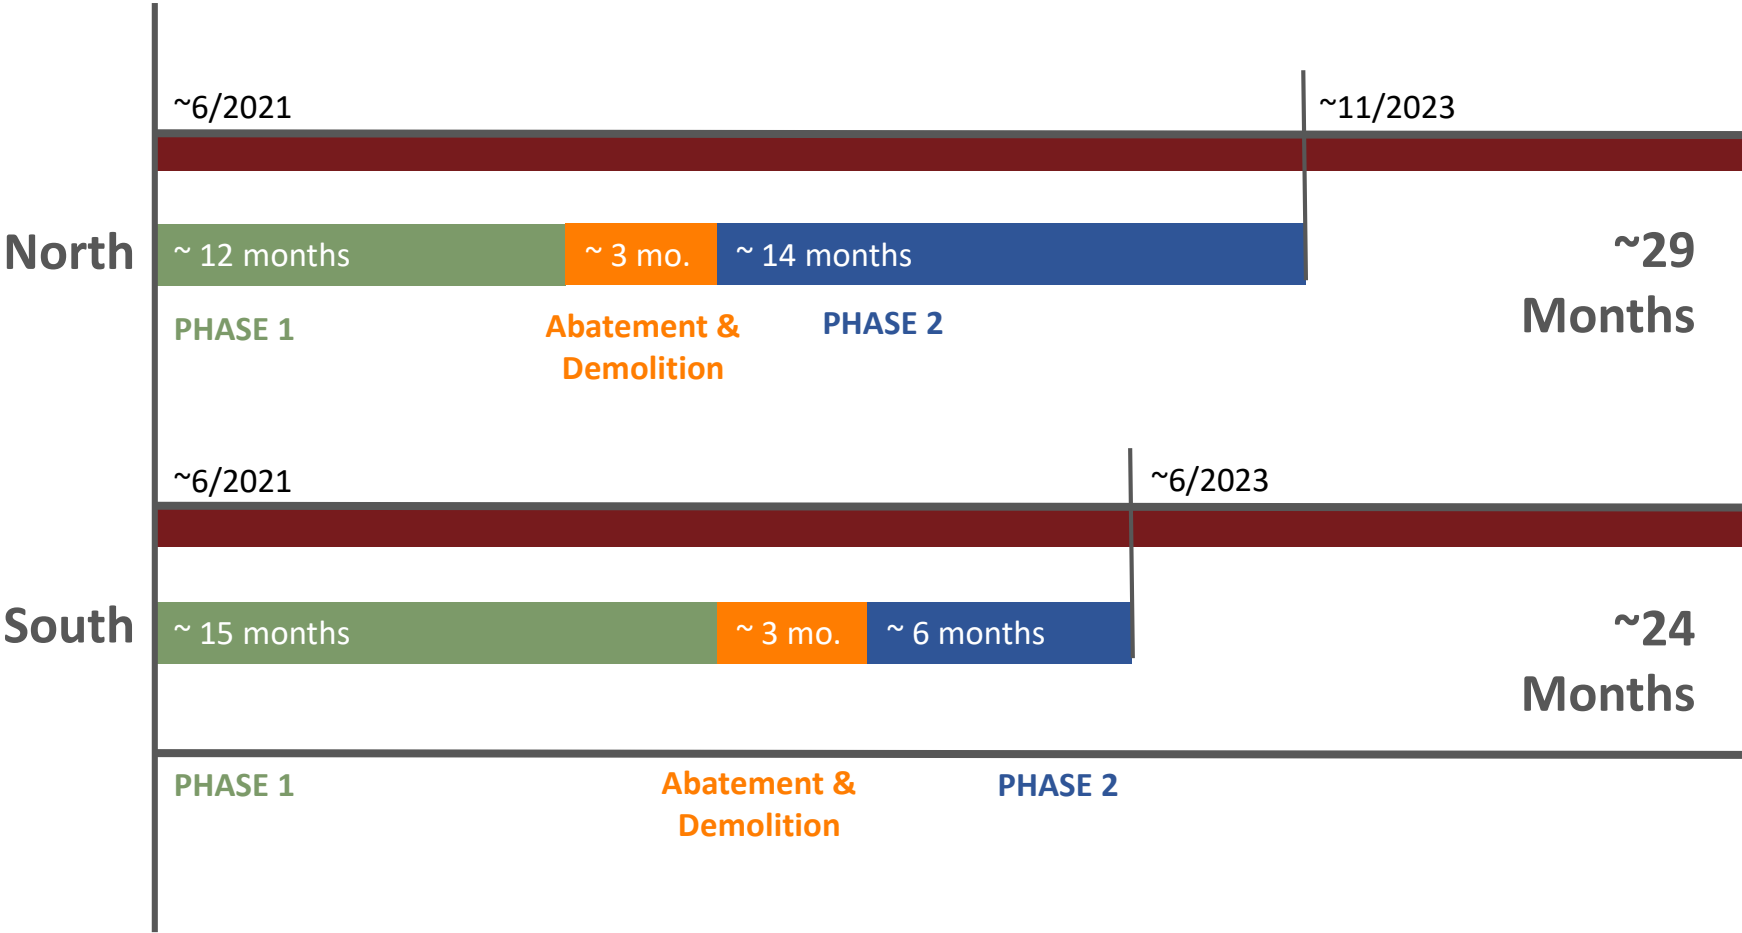 ~6/2021
~11/2023
North
~ 12 months
~ 3 mo.
~ 14 months
~29
Months
PHASE 1
Abatement &
Demolition
PHASE 2
~6/2021
~6/2023
South
~ 15 months
~ 3 mo.
~ 6 months
~24
Months
PHASE 1
Abatement &
Demolition
PHASE 2